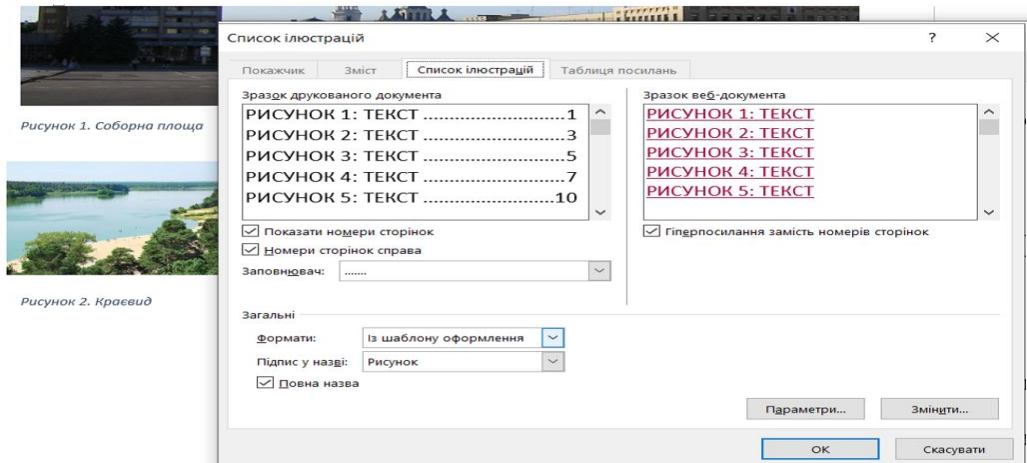 Список ілюстрацій ?
Покажчик Зміст Список ілюстрацій Таблиця посилань
Зразок друкованого документа
РИСУНОК 1: ТЕКСТ ..........................1
РИСУНОК 2: ТЕКСТ ..........................3
РИСУНОК 3: ТЕКСТ ..........................5
РИСУНОК 4: ТЕКСТ ..........................7
РИСУНОК 5: ТЕКСТ ........................10
Показати номери сторінок
Номери сторінок справа
Заповнювач: .......
Зразок веб-документа
РИСУНОК 1: ТЕКСТ
РИСУНОК 2: ТЕКСТ
РИСУНОК 3: ТЕКСТ
РИСУНОК 4: ТЕКСТ
РИСУНОК 5: ТЕКСТ
Гіперпосилання замість номерів сторінок
Загальні
Формати: Із шаблону оформлення
Підпис у назві: Рисунок
Повна назва
Параметри... Змінити...
ОК Скасувати
Рисунок 1. Соборна площа
Рисунок 2. Краєвид